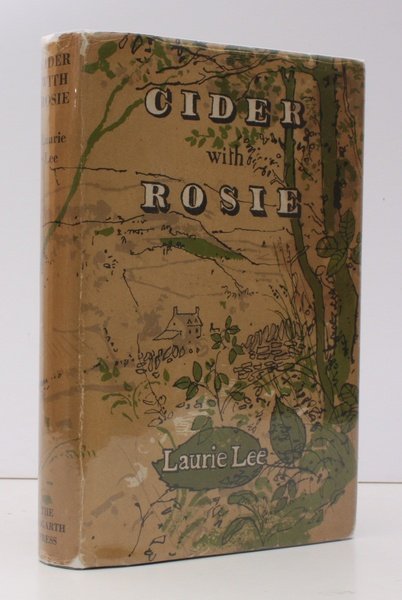 CIDER
with
ROSIE
Laurie Lee
CIDER
WITH
ROSIE
Laurie
Lee
THE
HOGARTH
PRESS